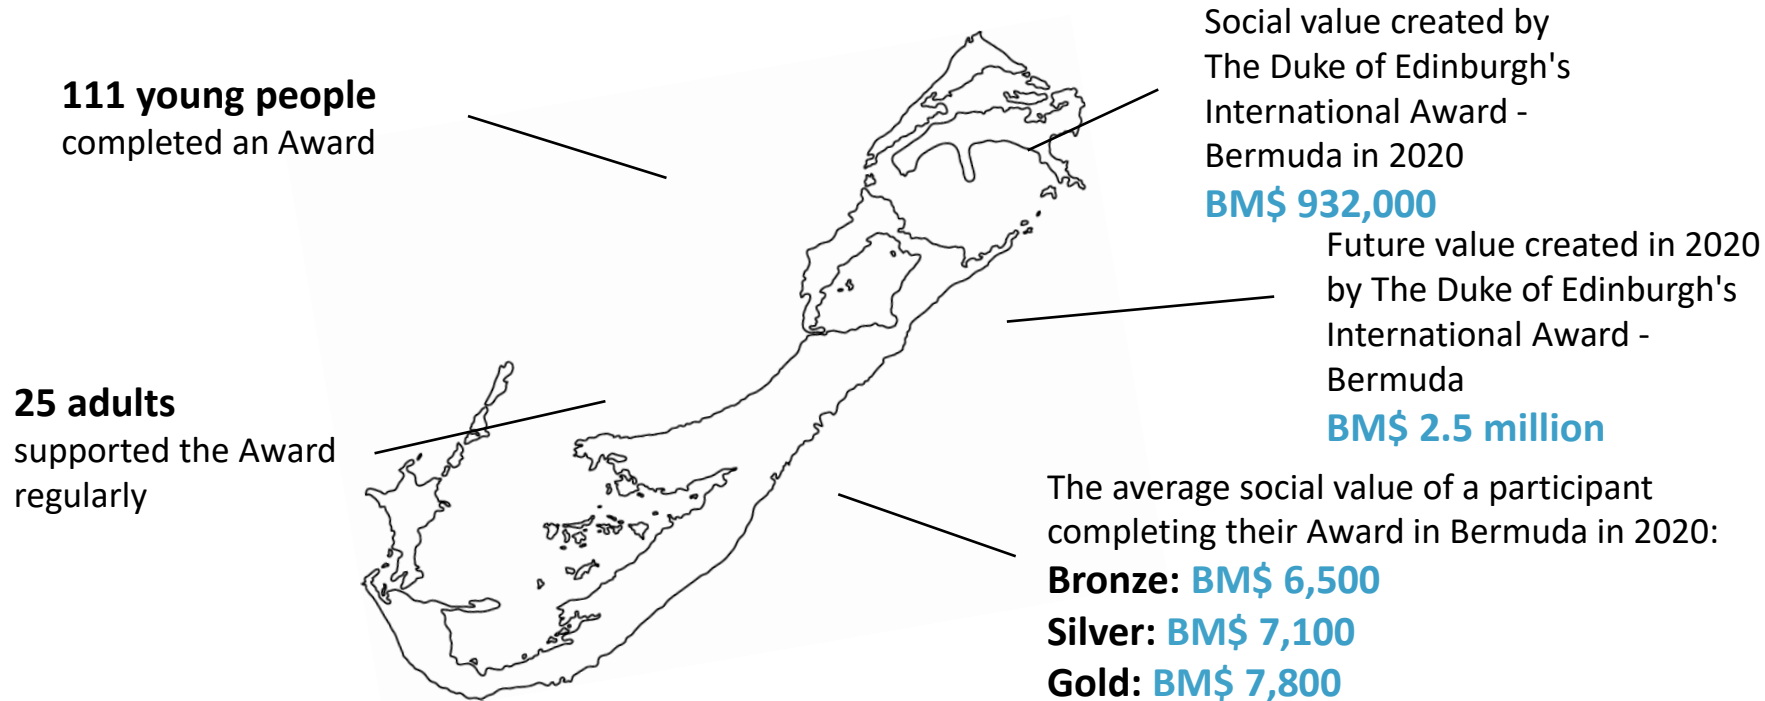 111 young people
completed an Award
25 adults
supported the Award
regularly
Social value created by
The Duke of Edinburgh's
International Award -
Bermuda in 2020
BM$ 932,000
Future value created in 2020
by The Duke of Edinburgh's
International Award -
Bermuda
BM$ 2.5 million
The average social value of a participant
completing their Award in Bermuda in 2020:
Bronze: BM$ 6,500
Silver: BM$ 7,100
Gold: BM$ 7,800